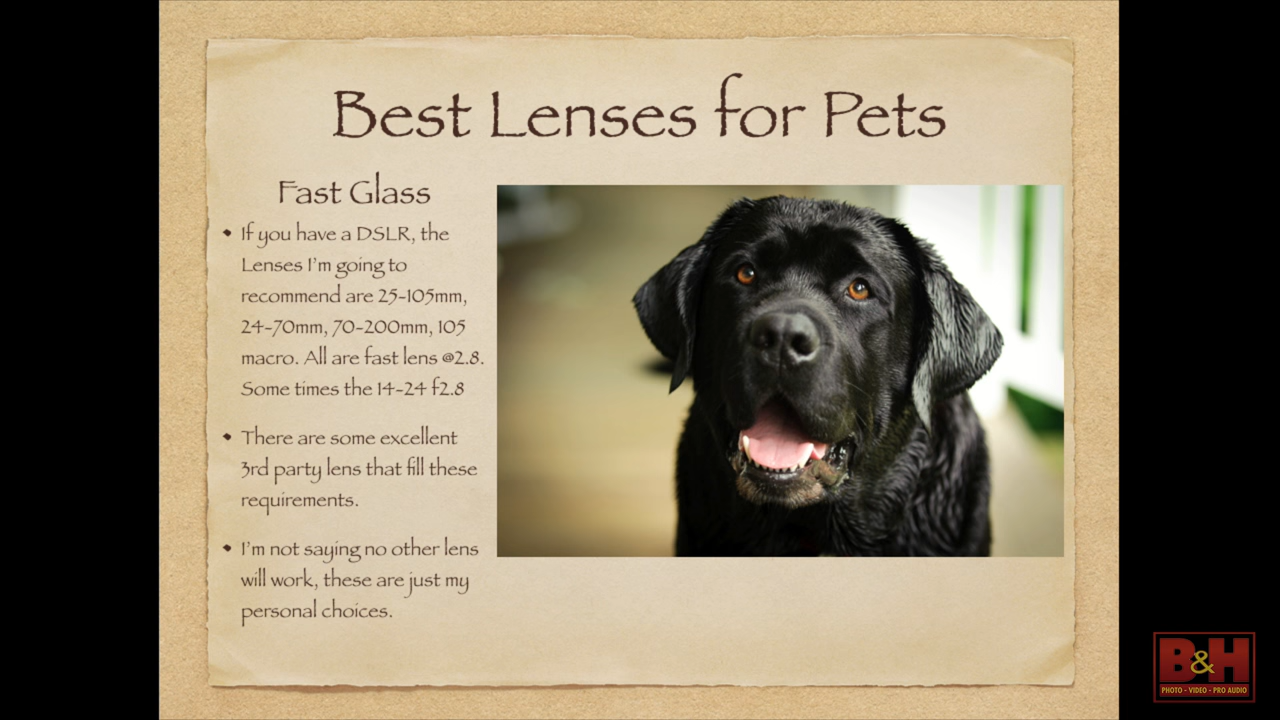 Best Lenses for Pets
Fast Glass
• If you have a DSLR, the
Lenses I'm going to
recommend are 25-105mm,
24-70mm, 70-200mm, 105
macro. All are fast lens @2.8.
Some times the 14-24 f2.8
• There are some excellent
3rd party lens that fill these
requirements.
• I'm not saying no other lens
will work, these are just my
personal choices.
B&H
PHOTO - VIDEO - PRO AUDIO